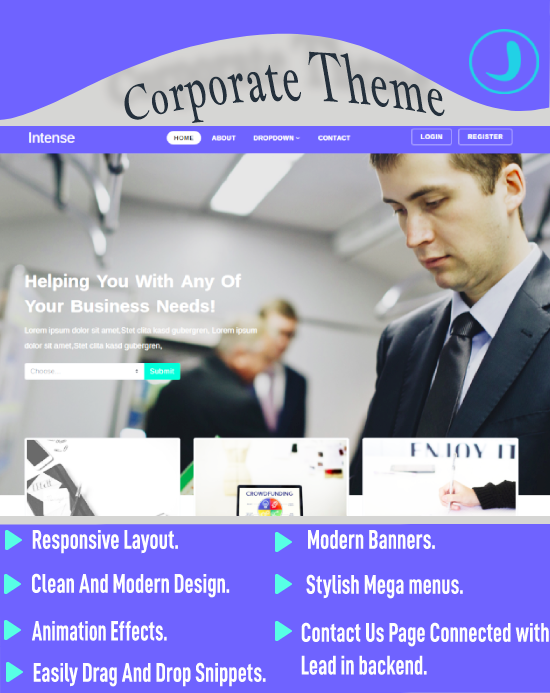 Corporate Theme
Intense
HOME ABOUT DROPDOWN CONTACT
LOGIN REGISTER
Helping You With Any Of
Your Business Needs!
Lorem ipsum dolor sit amet,Stet clita kasd gubergren, Lorem ipsum
dolor sit amet,Stet clita kasd gubergren,
Choose... Submit
CROWDFUNDING
ENJOY IT
Responsive Layout.
Clean And Modern Design.
Animation Effects.
Easily Drag And Drop Snippets.
Modern Banners.
Stylish Mega menus.
Contact Us Page Connected with
Lead in backend.